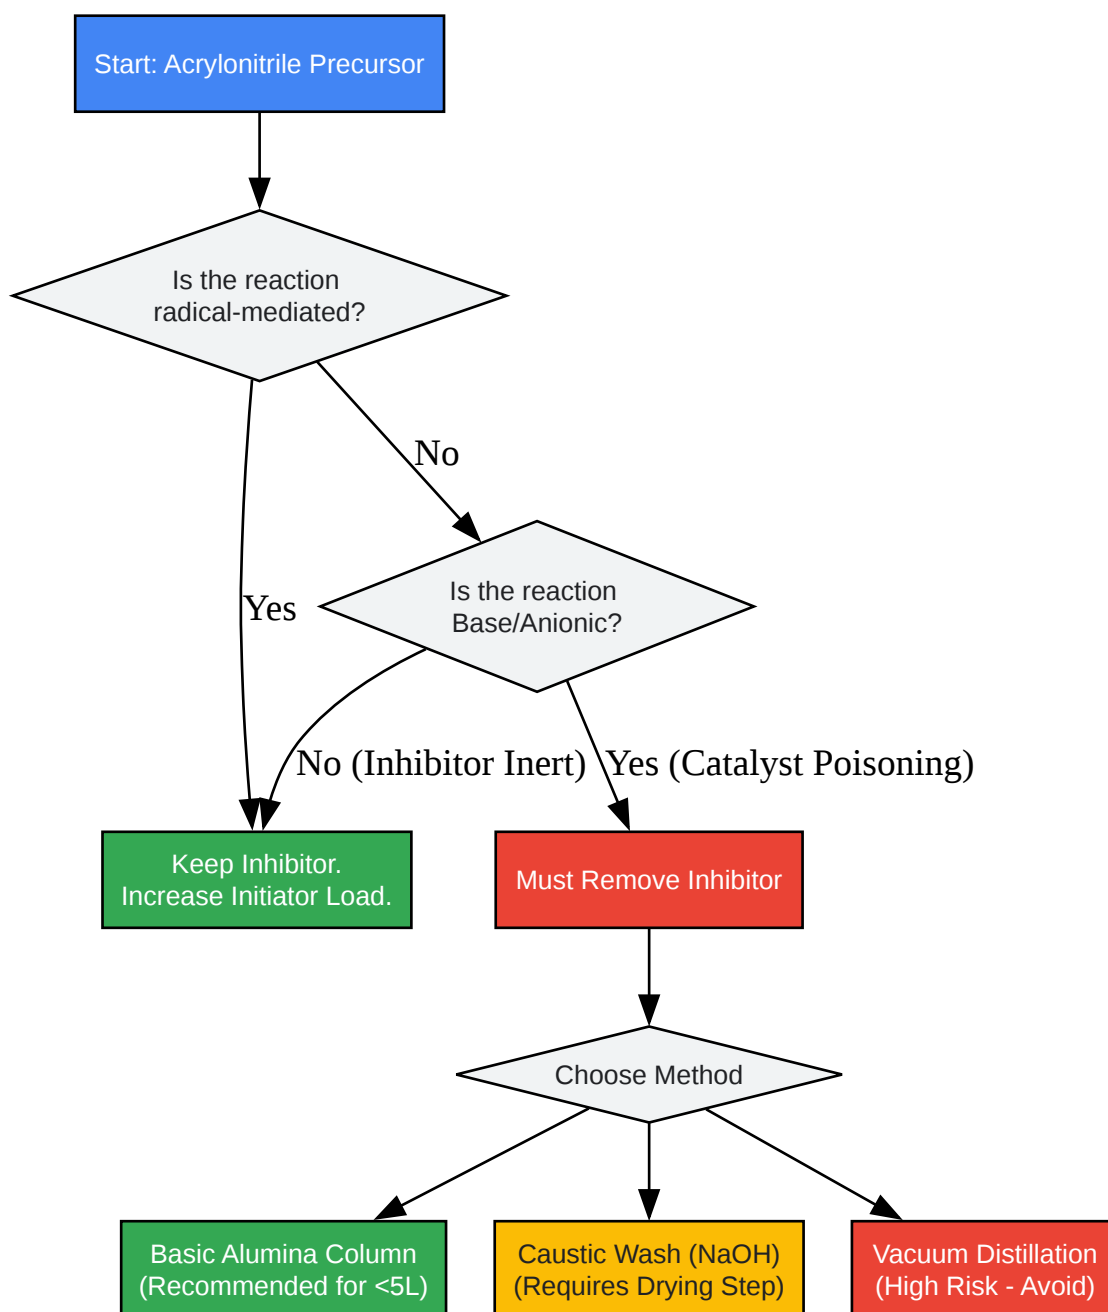 Start: Acrylonitrile Precursor
Is the reaction
radical-mediated?
No
Yes
Is the reaction
Base/Anionic?
No (Inhibitor Inert)
Yes (Catalyst Poisoning)
Keep Inhibitor.
Increase Initiator Load.
Must Remove Inhibitor
Choose Method
Basic Alumina Column
(Recommended for <5L)
Caustic Wash (NaOH)
(Requires Drying Step)
Vacuum Distillation
(High Risk - Avoid)